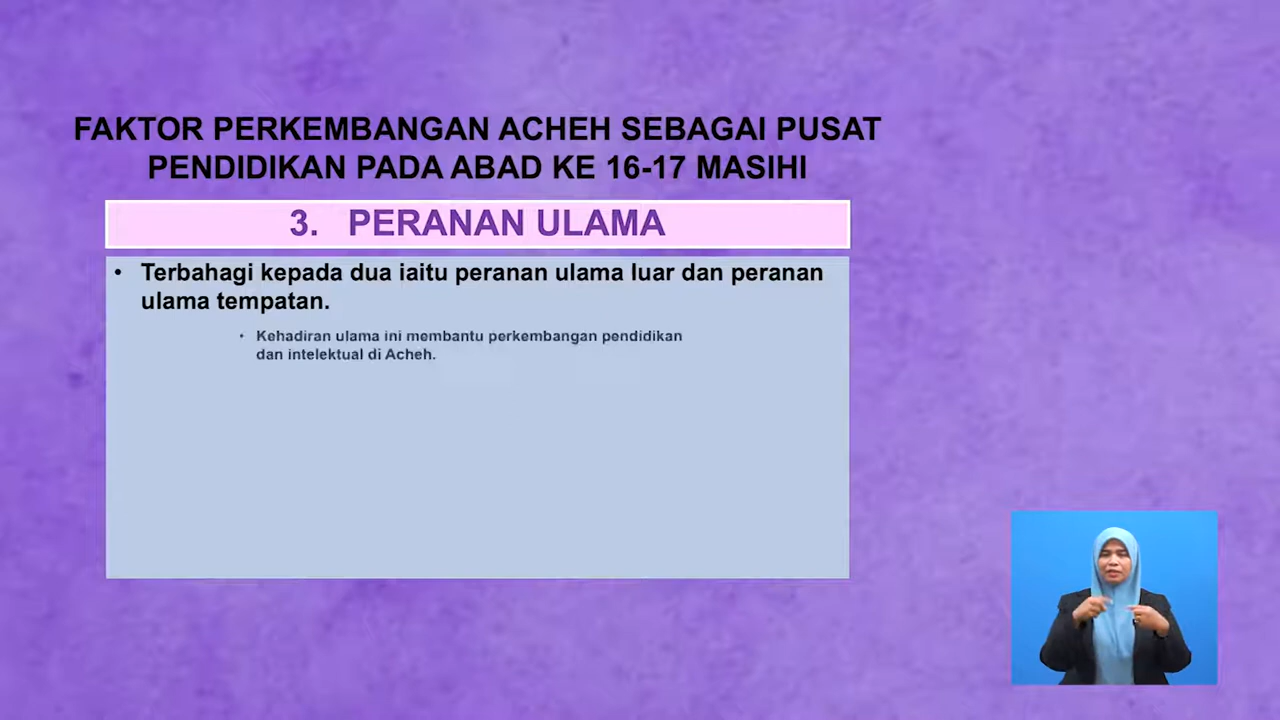 FAKTOR PERKEMBANGAN ACHEH SEBAGAI PUSAT
PENDIDIKAN PADA ABAD KE 16-17 MASIHI
3. PERANAN ULAMA
• Terbahagi kepada dua iaitu peranan ulama luar dan peranan
ulama tempatan.
• Kehadiran ulama ini membantu perkembangan pendidikan
dan intelektual di Acheh.